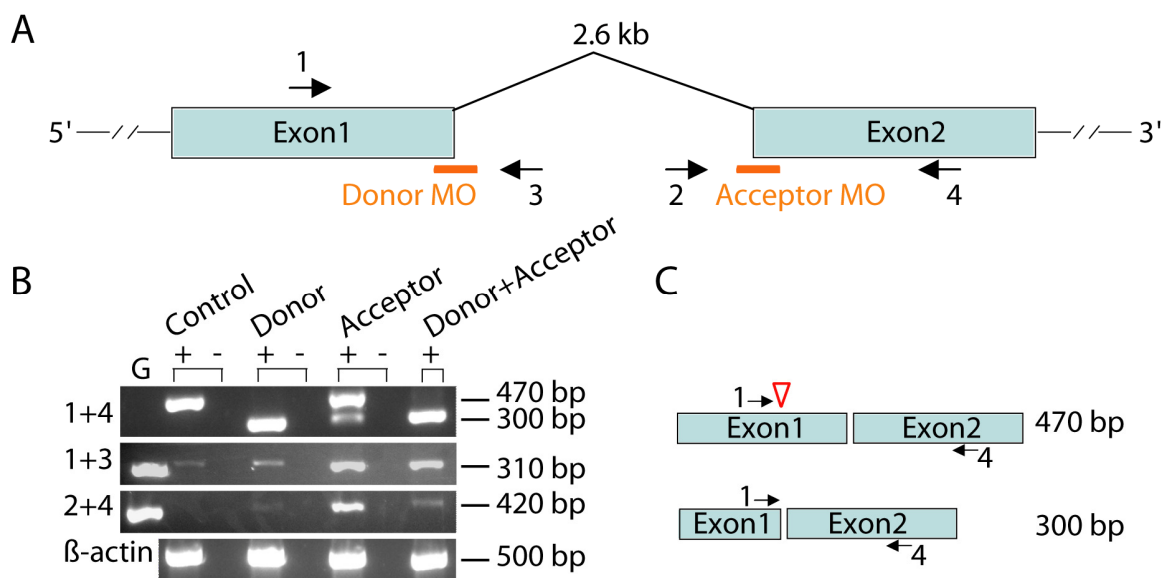 A
2.6 kb
1
5'
Exon1
Exon2
3'
Donor MO
3
2
Acceptor MO
4
B
Control
Donor
Acceptor
Donor+Acceptor
G
+ - + - + - +
1+4
470 bp
300 bp
1+3
310 bp
2+4
420 bp
ß-actin
500 bp
C
1
Exon1
Exon2
470 bp
4
1
Exon1
Exon2
300 bp
4